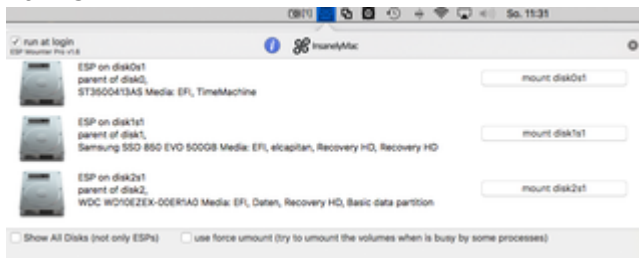 So. 11:31
run at login
ESP Mounter Pro v1.8
InsanelyMac
ESP on disk0s1
parent of disk0,
ST3500413AS Media: EFI, TimeMachine
mount disk0s1
ESP on disk1s1
parent of disk1,
Samsung SSD 850 EVO 500GB Media: EFI, elcapitan, Recovery HD, Recovery HD
mount disk1s1
ESP on disk2s1
parent of disk2,
WDC WD10EZEX-00ER1A0 Media: EFI, Daten, Recovery HD, Basic data partition
mount disk2s1
Show All Disks (not only ESPs)
use force umount (try to umount the volumes when is busy by some processes)